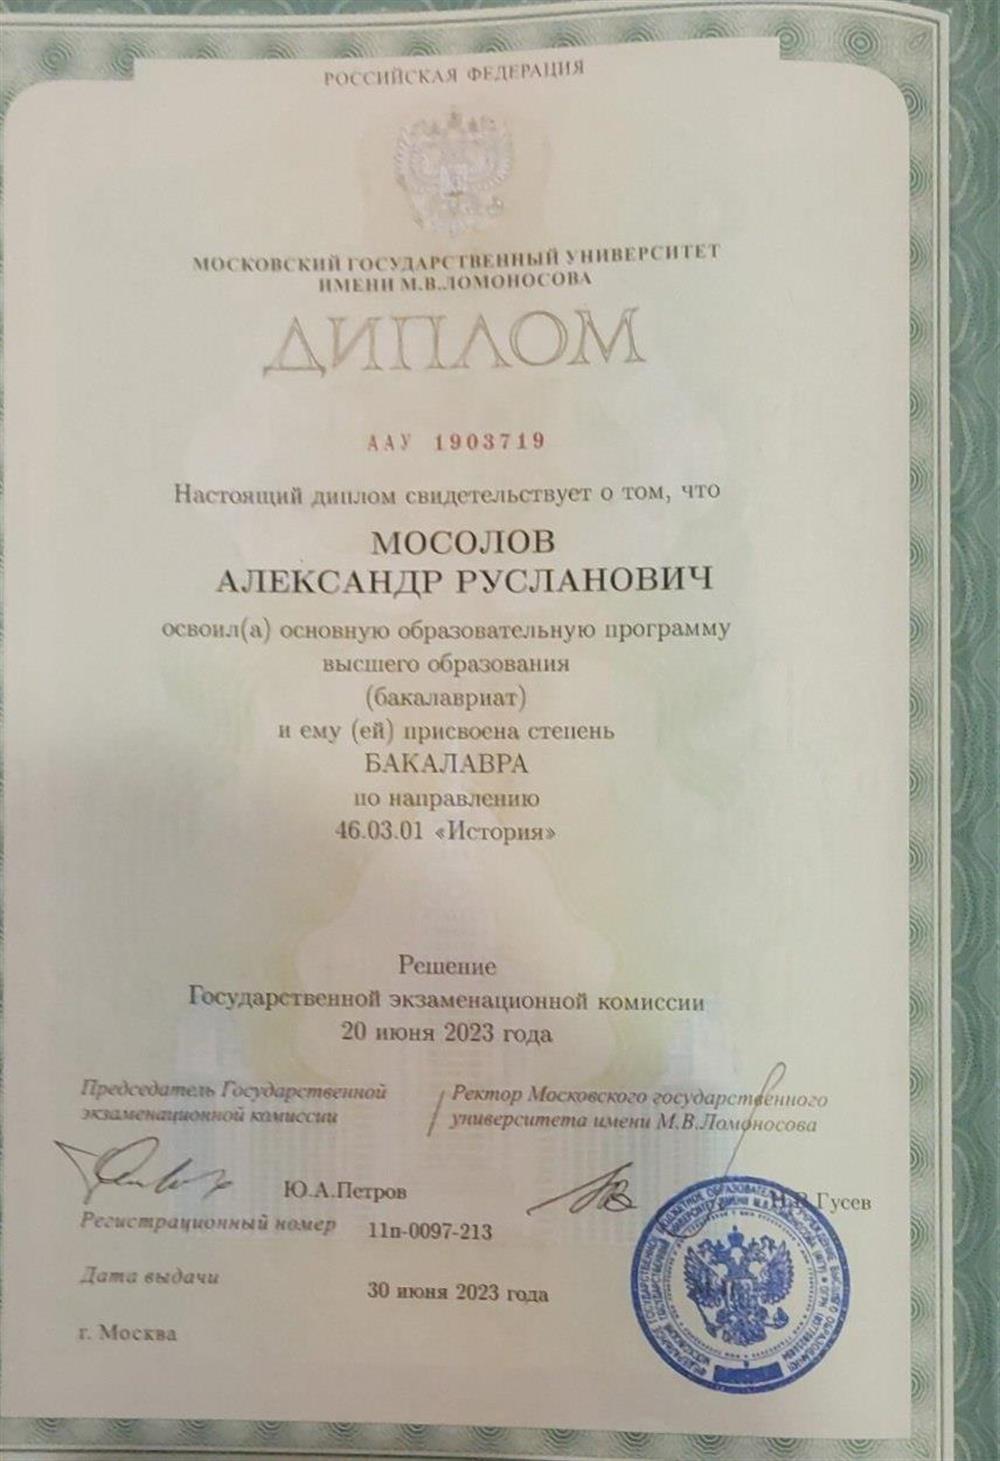 РОССИЙСКАЯ ФЕДЕРАЦИЯ
МОСКОВСКИЙ ГОСУДАРСТВЕННЫЙ УНИВЕРСИТЕТ
ИМЕНИ М.В.ЛОМОНОСОВА
ДИПЛОМ
ААУ 1903719
Настоящий диплом свидетельствует о том, что
МОСОЛОВ
АЛЕКСАНДР РУСЛАНОВИЧ
освоил(а) основную образовательную программу
высшего образования
(бакалавриат)
и ему (ей) присвоена степень
БАКАЛАВРА
по направлению
46.03.01 «История»
Решение
Государственной экзаменационной комиссии
20 июня 2023 года
Председатель Государственной
экзаменационной комиссии
Ю.А.Петров
/ Ректор Московского государственного
университета имени М.В.Ломоносова
Гусев
Регистрационный номер 11п-0097-213
Дата выдачи 30 июня 2023 года
г. Москва